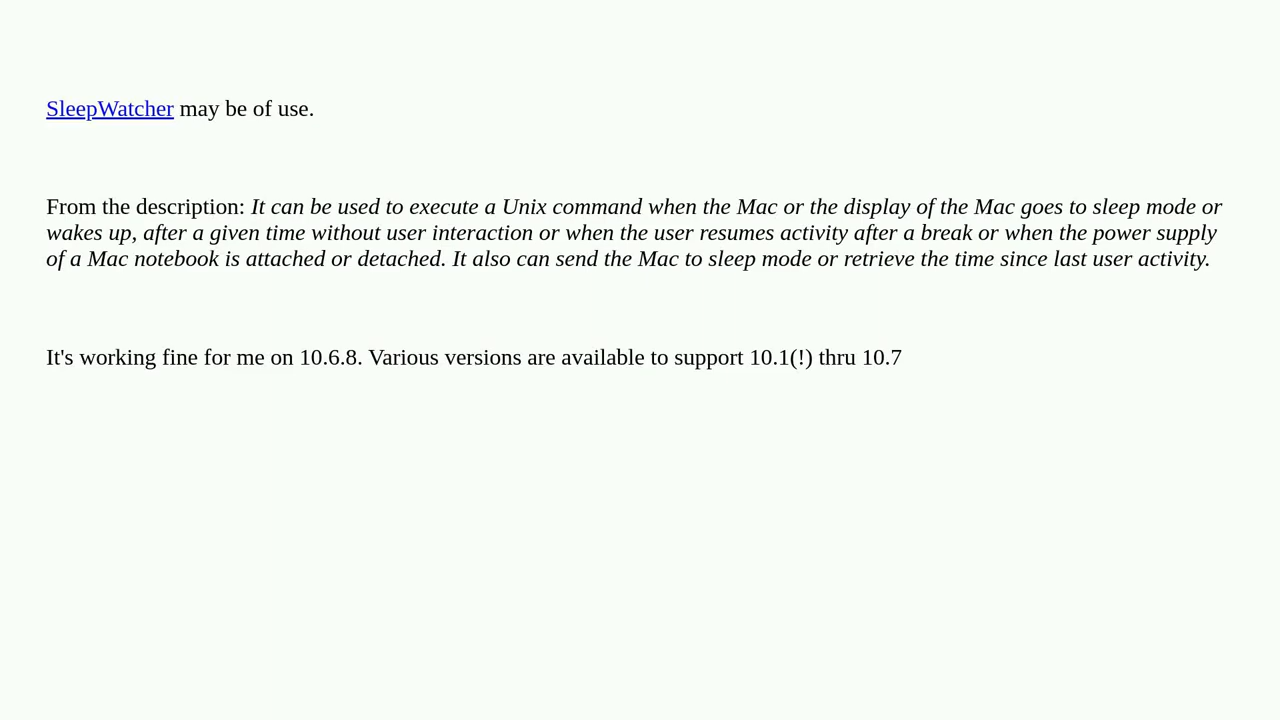 SleepWatcher may be of use.
From the description: It can be used to execute a Unix command when the Mac or the display of the Mac goes to sleep mode or
wakes up, after a given time without user interaction or when the user resumes activity after a break or when the power supply
of a Mac notebook is attached or detached. It also can send the Mac to sleep mode or retrieve the time since last user activity.
It's working fine for me on 10.6.8. Various versions are available to support 10.1(!) thru 10.7